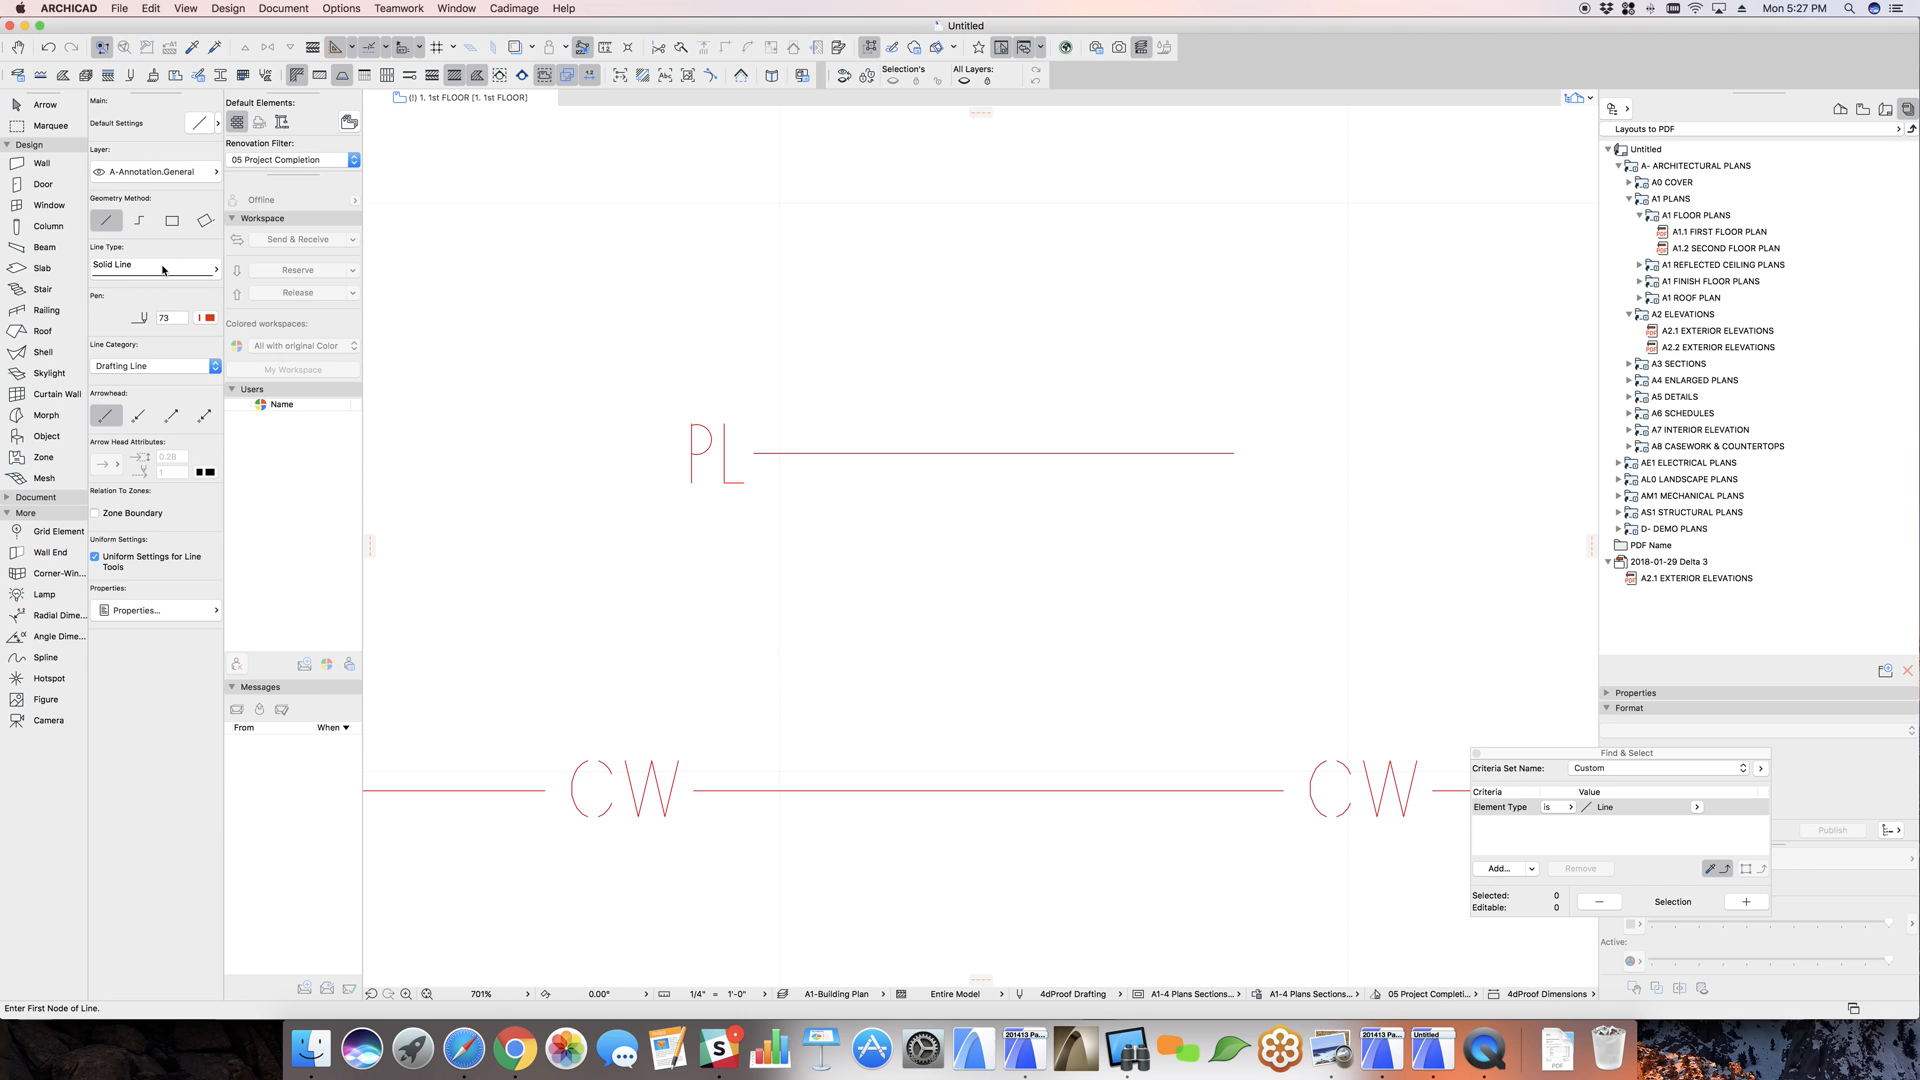 ARCHICAD File Edit View Design Document Options Teamwork Window Cadimage Help
Mon 5:27 PM
Untitled
Selection's
All Layers:
Arrow
Marquee
Design
Wall
Door
Window
Column
Beam
Slab
Stair
Railing
Roof
Shell
Skylight
Curtain Wall
Morph
Object
Zone
Mesh
Document
More
Grid Element
Wall End
Corner-Win...
Lamp
Radial Dime...
Angle Dime...
Spline
Hotspot
Figure
Camera
Main:
Default Settings
Layer:
A-Annotation.General
Geometry Method:
Line Type:
Solid Line
Pen:
73
Line Category:
Drafting Line
Arrowhead:
Arrow Head Attributes:
0.28
1
Relation To Zones:
Zone Boundary
Uniform Settings:
Uniform Settings for Line
Tools
Properties:
Properties...
Default Elements:
Renovation Filter:
05 Project Completion
Offline
Workspace
Send & Receive
Reserve
Release
Colored workspaces:
All with original Color
My Workspace
Users
Name
Messages
From When
(!) 1. 1st FLOOR [1. 1st FLOOR]
PL
CW CW
Layouts to PDF
Untitled
A- ARCHITECTURAL PLANS
A0 COVER
A1 PLANS
A1 FLOOR PLANS
A1.1 FIRST FLOOR PLAN
A1.2 SECOND FLOOR PLAN
A1 REFLECTED CEILING PLANS
A1 FINISH FLOOR PLANS
A1 ROOF PLAN
A2 ELEVATIONS
A2.1 EXTERIOR ELEVATIONS
A2.2 EXTERIOR ELEVATIONS
A3 SECTIONS
A4 ENLARGED PLANS
A5 DETAILS
A6 SCHEDULES
A7 INTERIOR ELEVATION
A8 CASEWORK & COUNTERTOPS
AE1 ELECTRICAL PLANS
AL0 LANDSCAPE PLANS
AM1 MECHANICAL PLANS
AS1 STRUCTURAL PLANS
D- DEMO PLANS
PDF Name
2018-01-29 Delta 3
A2.1 EXTERIOR ELEVATIONS
Properties
Format
Find & Select
Criteria Set Name: Custom
Criteria Value
Element Type is Line
Add... Remove
Selected: 0
Editable: 0
Selection
Publish
Active:
701% 0.00° 1/4" = 1'-0" A1-Building Plan Entire Model 4dProof Drafting A1-4 Plans Sections... A1-4 Plans Sections... 05 Project Completi... 4dProof Dimensions
Enter First Node of Line.
201413 Pa...
201413 Pa...
Untitled
PDF